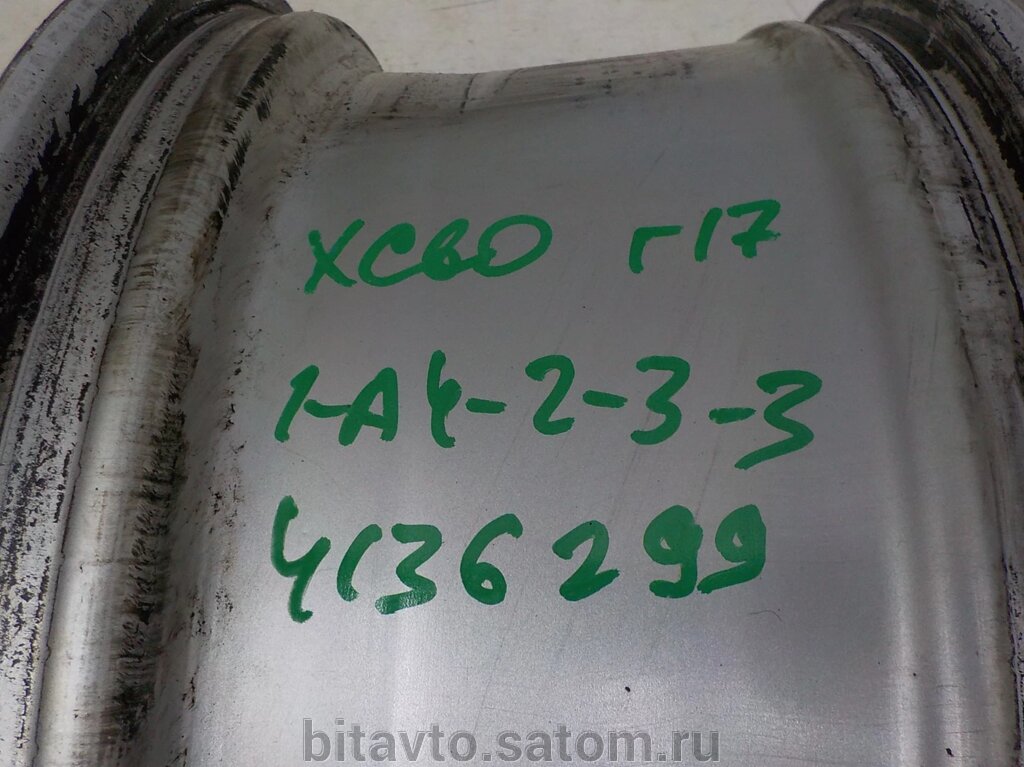 XC60 r17
1-A4-2-3-3
4136299
bitavto.satom.ru